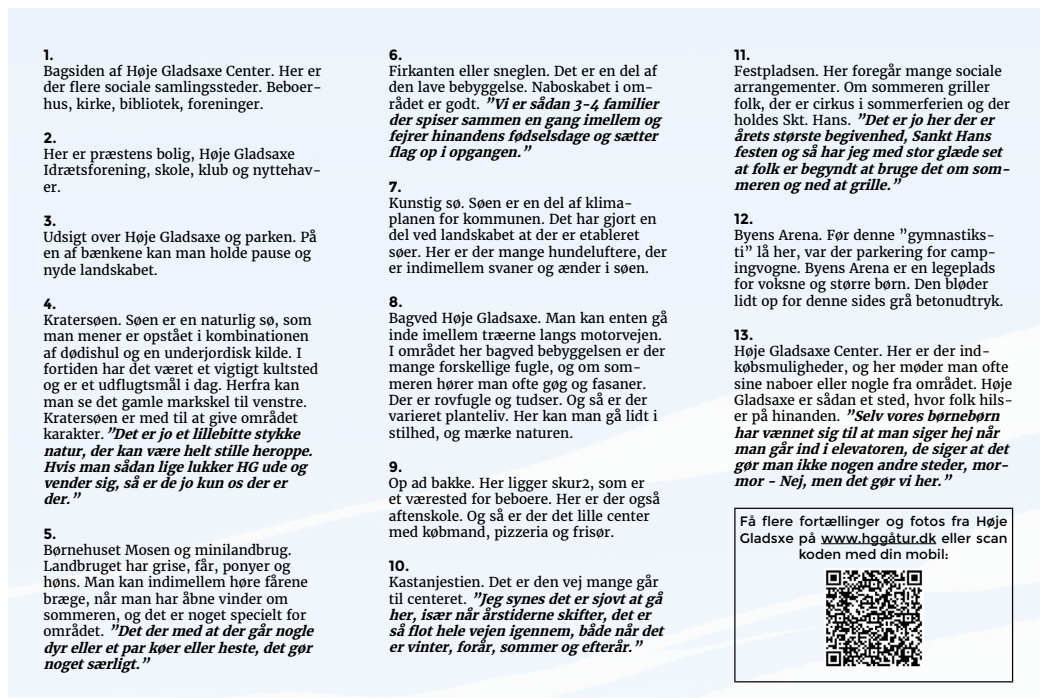 1.
Bagsiden af Høje Gladsaxe Center. Her er
der flere sociale samlingssteder. Beboer-
hus, kirke, bibliotek, foreninger.
2.
Her er præstens bolig, Høje Gladsaxe
Idrætsforening, skole, klub og nyttehav-
er.
3.
Udsigt over Høje Gladsaxe og parken. På
en af bænkene kan man holde pause og
nyde landskabet.
4.
Kratersøen. Søen er en naturlig sø, som
man mener er opstået i kombinationen
af dødishul og en underjordisk kilde. I
fortiden har det været et vigtigt kultsted
og er et udflugtsmål i dag. Herfra kan
man se det gamle markskel til venstre.
Kratersøen er med til at give området
karakter. ”Det er jo et lillebitte stykke
natur, der kan være helt stille heroppe.
Hvis man sådan lige lukker HG ude og
vender sig, så er de jo kun os der er
der.”
5.
Børnehuset Mosen og minilandbrug.
Landbruget har grise, får, ponyer og
høns. Man kan indimellem høre fårene
bræge, når man har åbne vinder om
sommeren, og det er noget specielt for
området. ”Det der med at der går nogle
dyr eller et par køer eller heste, det gør
noget særligt.”
6.
Firkanten eller sneglen. Det er en del af
den lave bebyggelse. Naboskabet i om-
rådet er godt. ”Vi er sådan 3-4 familier
der spiser sammen en gang imellem og
fejrer hinandens fødselsdage og sætter
flag op i opgangen.”
7.
Kunstig sø. Søen er en del af klima-
planen for kommunen. Det har gjort en
del ved landskabet at der er etableret
søer. Her er der mange hundeluftere, der
er indimellem svaner og ænder i søen.
8.
Bagved Høje Gladsaxe. Man kan enten gå
inde imellem træerne langs motorvejen.
I området her bagved bebyggelsen er der
mange forskellige fugle, og om som-
meren hører man ofte gøg og fasaner.
Der er rovfugle og tudser. Og så er der
varieret planteliv. Her kan man gå lidt i
stilhed, og mærke naturen.
9.
Op ad bakke. Her ligger skur2, som er
et værested for beboere. Her er der også
aftenskole. Og så er der det lille center
med købmand, pizzeria og frisør.
10.
Kastanjestien. Det er den vej mange går
til centeret. ”Jeg synes det er sjovt at gå
her, især når årstiderne skifter, det er
så flot hele vejen igennem, både når det
er vinter, forår, sommer og efterår.”
11.
Festpladsen. Her foregår mange sociale
arrangementer. Om sommeren griller
folk, der er cirkus i sommerferien og der
holdes Skt. Hans. ”Det er jo her der er
årets største begivenhed, Sankt Hans
festen og så har jeg med stor glæde set
at folk er begyndt at bruge det om som-
meren og ned at grille.”
12.
Byens Arena. Før denne ”gymnastiks-
ti” lå her, var der parkering for camp-
ingvogne. Byens Arena er en legeplads
for voksne og større børn. Den bløder
lidt op for denne sides grå betonudtryk.
13.
Høje Gladsaxe Center. Her er der ind-
købsmuligheder, og her møder man ofte
sine naboer eller nogle fra området. Høje
Gladsaxe er sådan et sted, hvor folk hils-
er på hinanden. ”Selv vores børnebørn
har vænnet sig til at man siger hej når
man går ind i elevatoren, de siger at det
gør man ikke nogen andre steder, mor-
mor - Nej, men det gør vi her.”
Få flere fortællinger og fotos fra Høje
Gladsxe på www.hggåtur.dk eller scan
koden med din mobil: